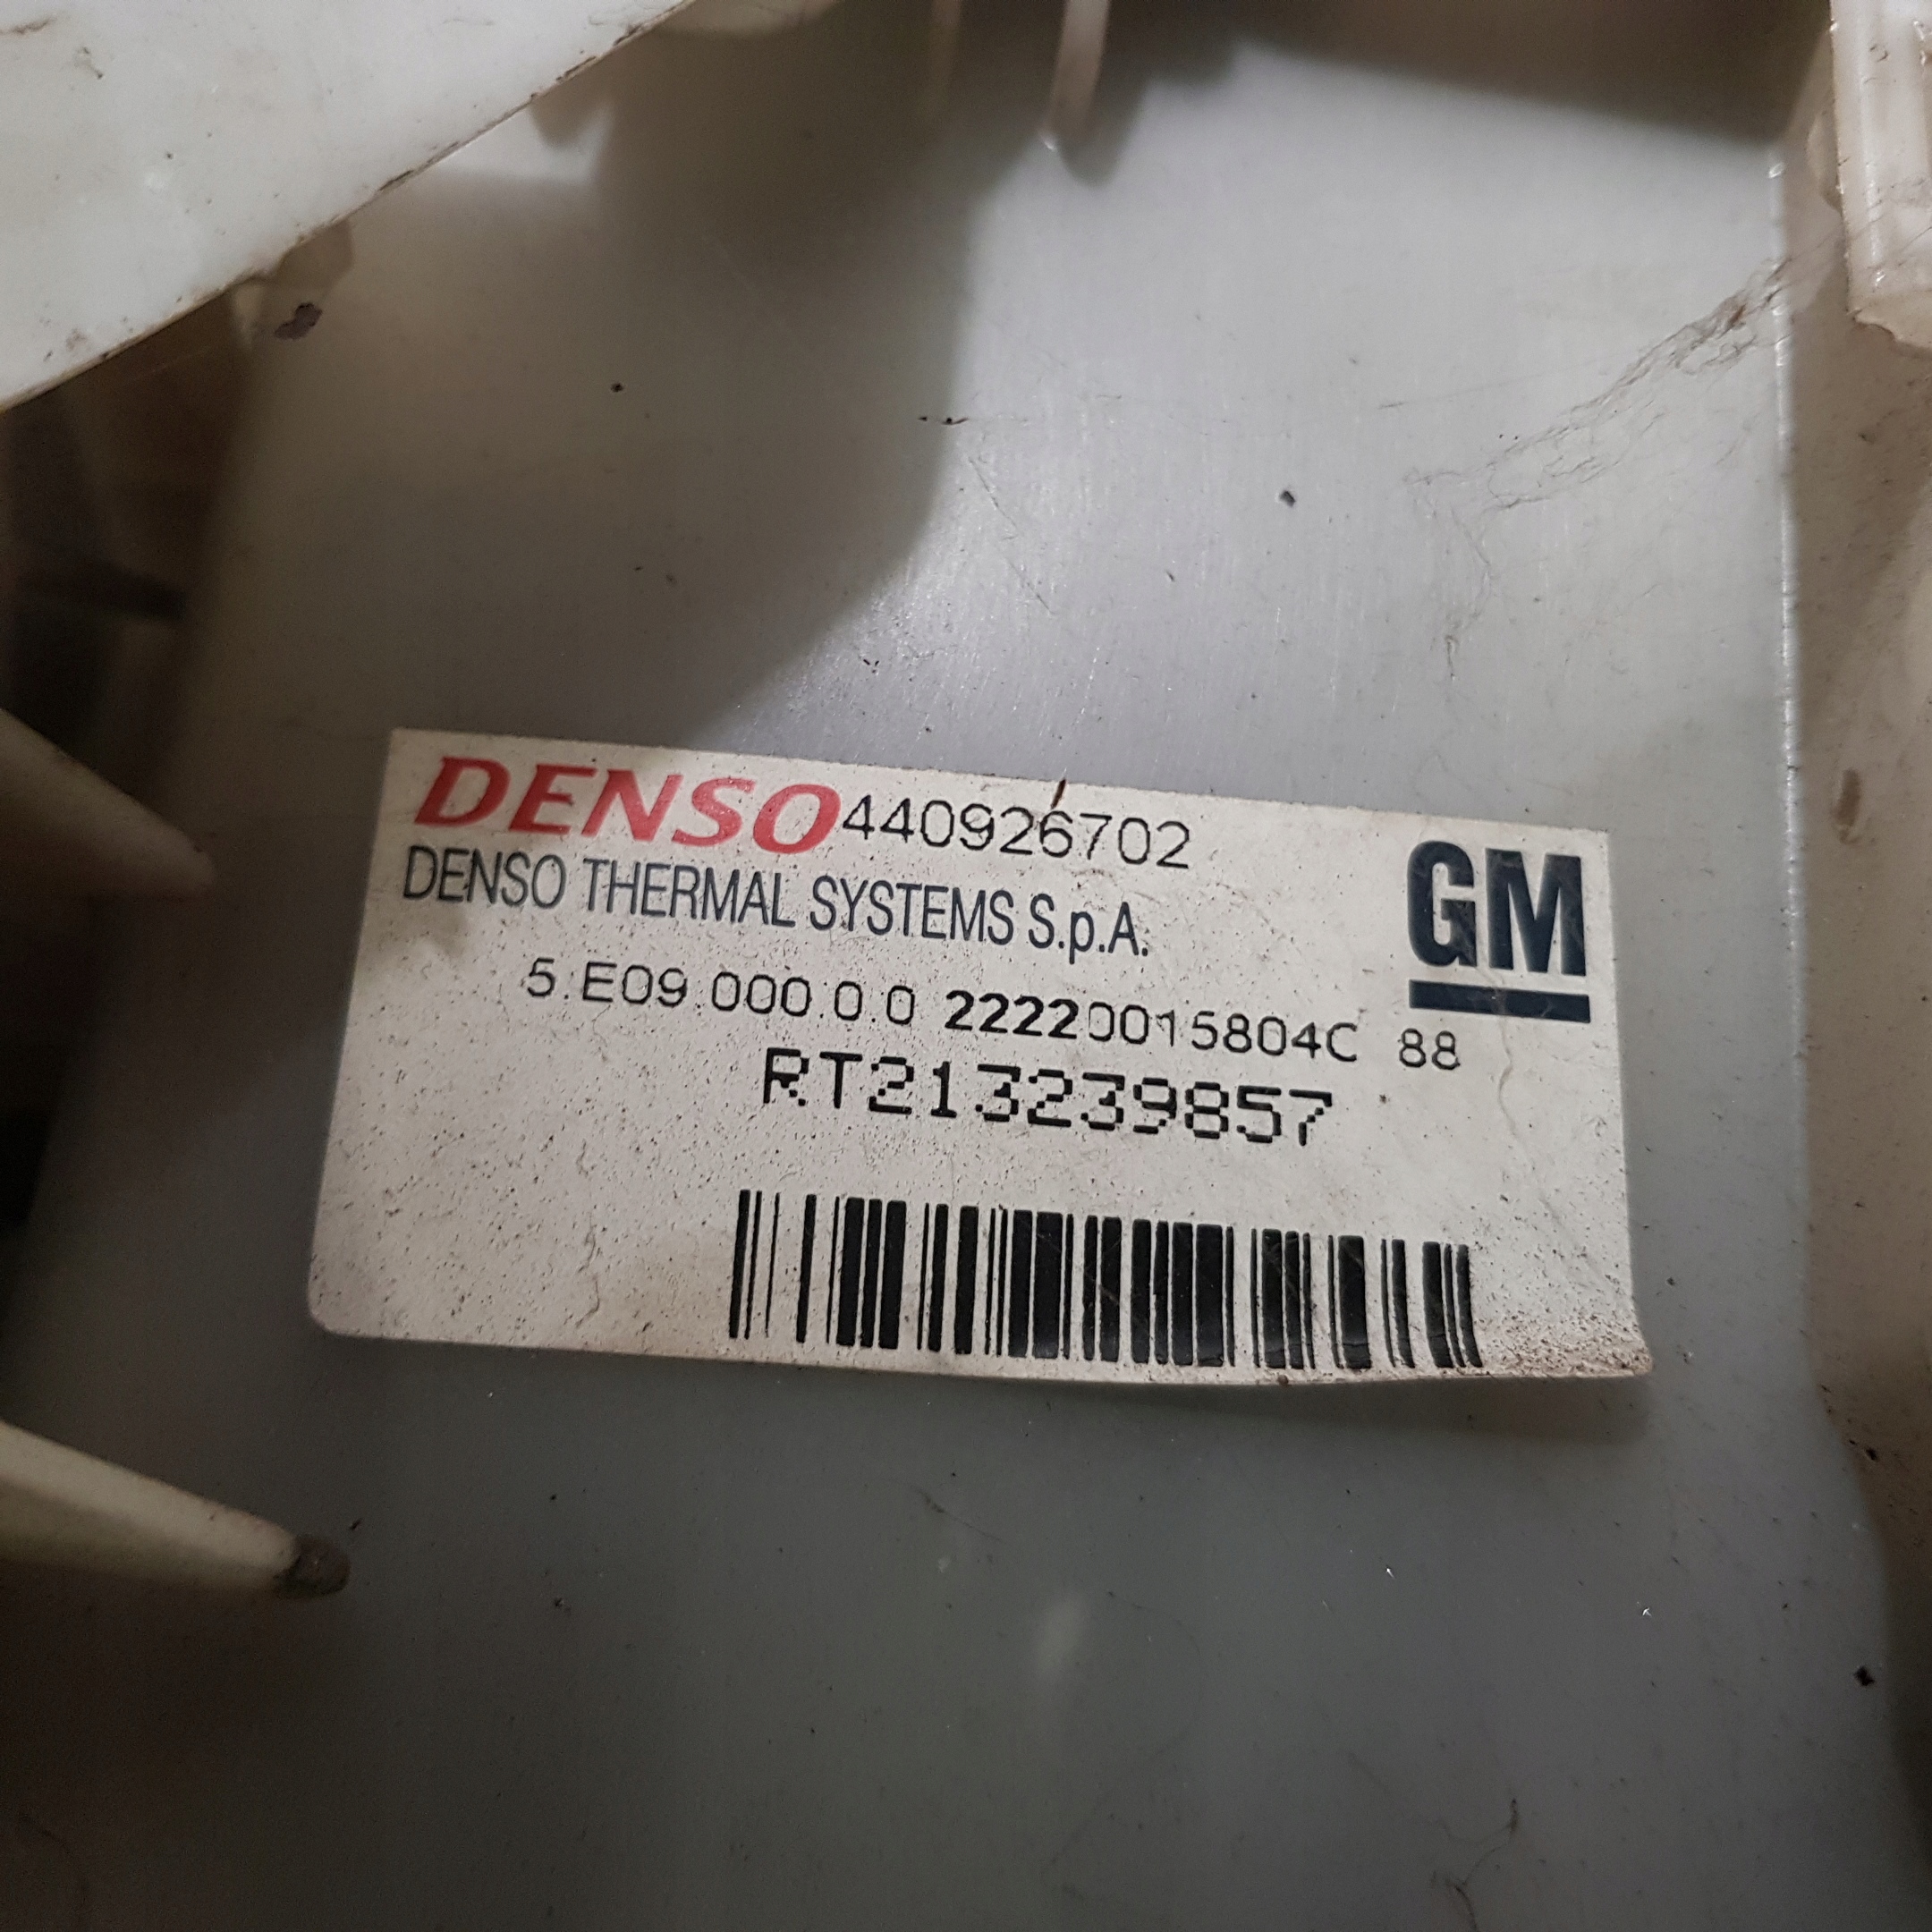 DENSO 440926702
DENSO THERMAL SYSTEMS S.p.A.
GM
5.E09.000.0.0 22220015804C 88
RT213239857